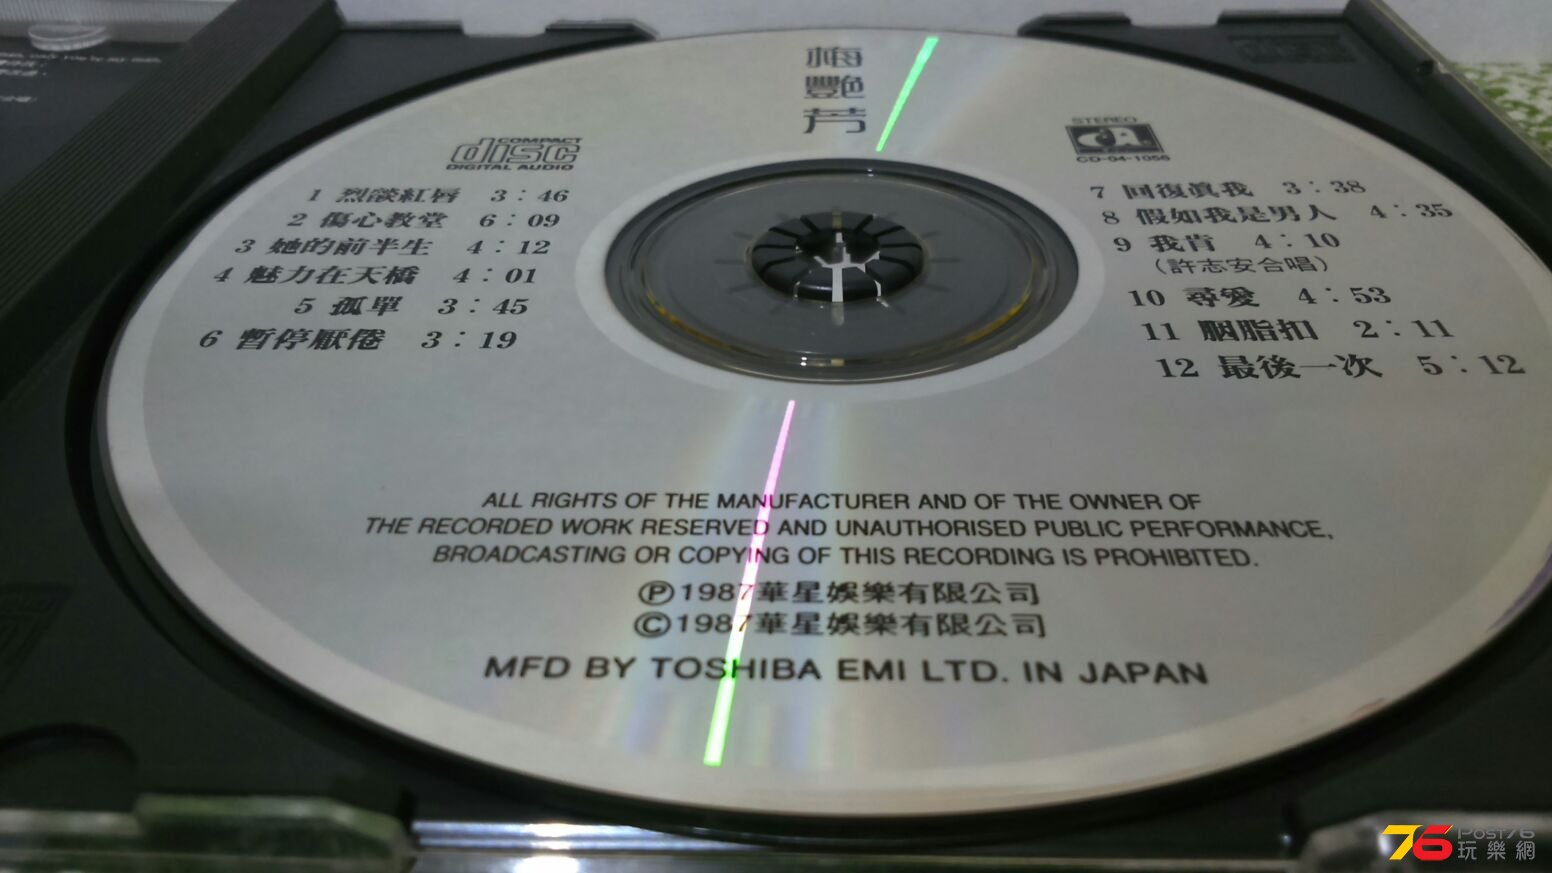 梅
艷
芳
COMPACT
disc
DIGITAL AUDIO
STEREO
CD-04-1056
1 烈燄紅唇 3：46
2 傷心教堂 6：09
3 她的前半生 4：12
4 魅力在天橋 4：01
5 孤單 3：45
6 暫停厭倦 3：19
7 回復眞我 3：38
8 假如我是男人 4：35
9 我肯 4：10
（許志安合唱）
10 尋愛 4：53
11 胭脂扣 2：11
12 最後一次 5：12
ALL RIGHTS OF THE MANUFACTURER AND OF THE OWNER OF
THE RECORDED WORK RESERVED AND UNAUTHORISED PUBLIC PERFORMANCE,
BROADCASTING OR COPYING OF THIS RECORDING IS PROHIBITED.
Ⓟ1987華星娛樂有限公司
Ⓒ1987華星娛樂有限公司
MFD BY TOSHIBA EMI LTD. IN JAPAN
76 Post76
玩樂網